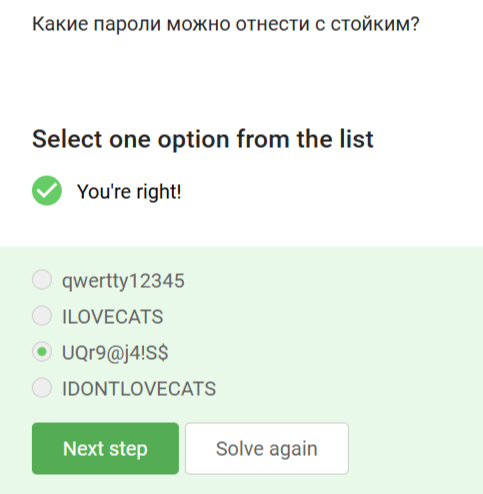 Какие пароли можно отнести с стойким?
Select one option from the list
You're right!
qwertty12345
ILOVECATS
UQr9@j4!S$
IDONTLOVECATS
Next step
Solve again